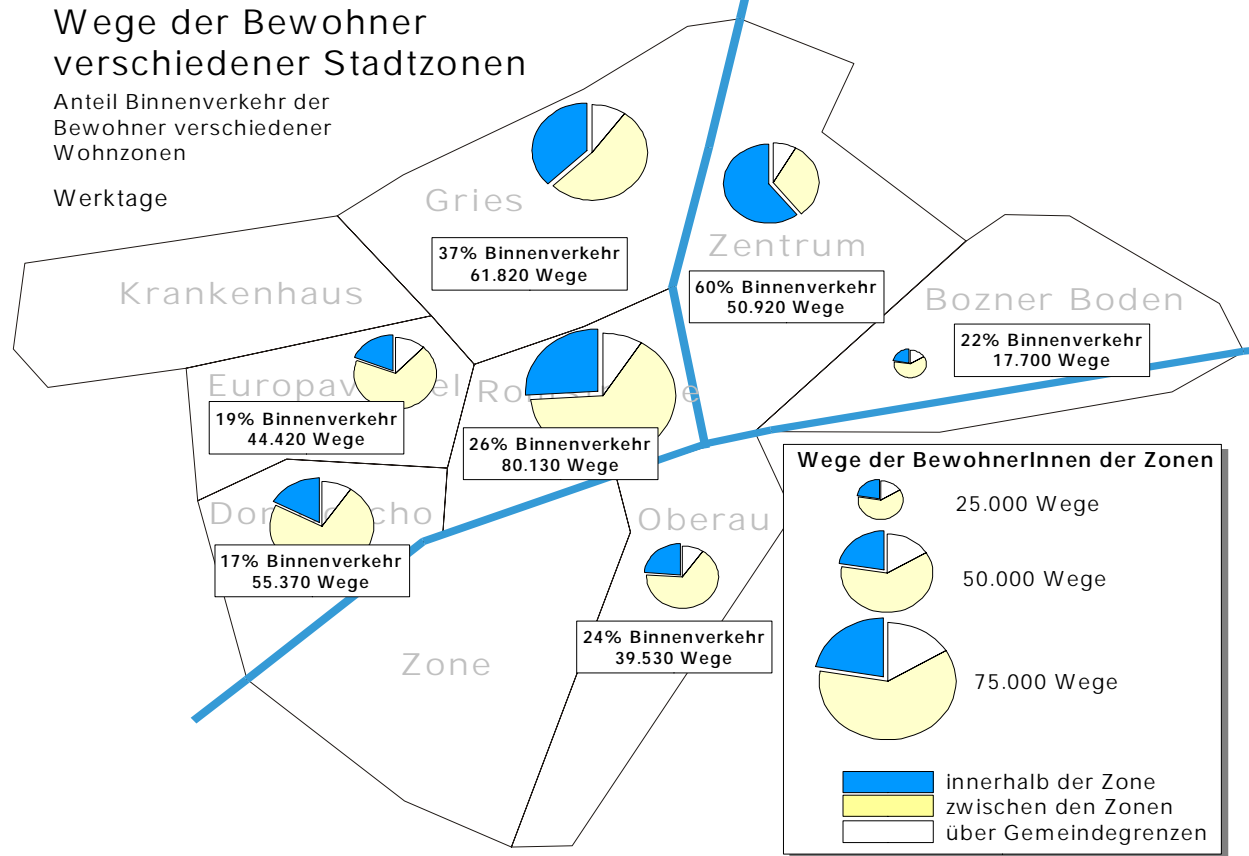 Wege der Bewohner
verschiedener Stadtzonen
Anteil Binnenverkehr der
Bewohner verschiedener
Wohnzonen
Werktage
Gries
37% Binnenverkehr
61.820 Wege
Zentrum
60% Binnenverkehr
50.920 Wege
Krankenhaus
Bozner Boden
22% Binnenverkehr
17.700 Wege
19% Binnenverkehr
44.420 Wege
26% Binnenverkehr
80.130 Wege
17% Binnenverkehr
55.370 Wege
Oberau
24% Binnenverkehr
39.530 Wege
Zone
Wege der BewohnerInnen der Zonen
25.000 Wege
50.000 Wege
75.000 Wege
innerhalb der Zone
zwischen den Zonen
über Gemeindegrenzen